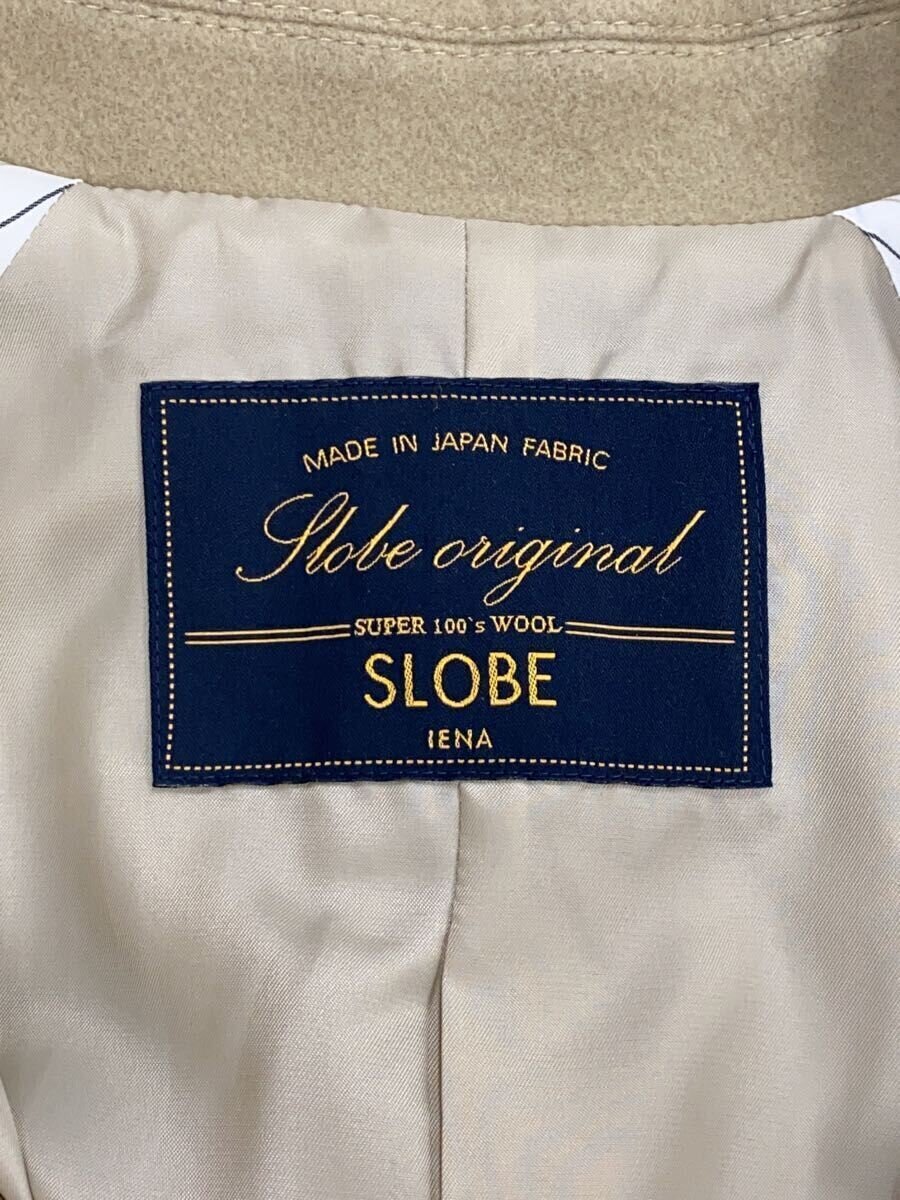 MADE IN JAPAN FABRIC
Slobe original
SUPER 100`s WOOL
SLOBE
IENA